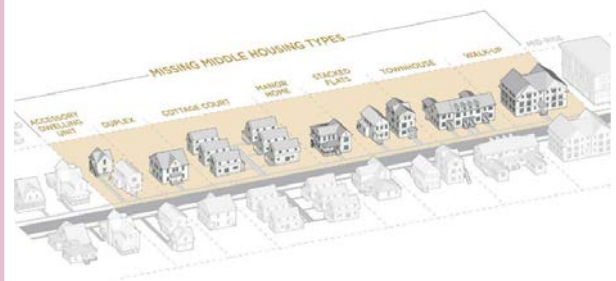 MISSING MIDDLE HOUSING TYPES
ACCESSORY
DWELLING
UNIT
DUPLEX
COTTAGE COURT
MANOR
HOME
STACKED
FLATS
TOWNHOUSE
WALK-UP
MID-RISE